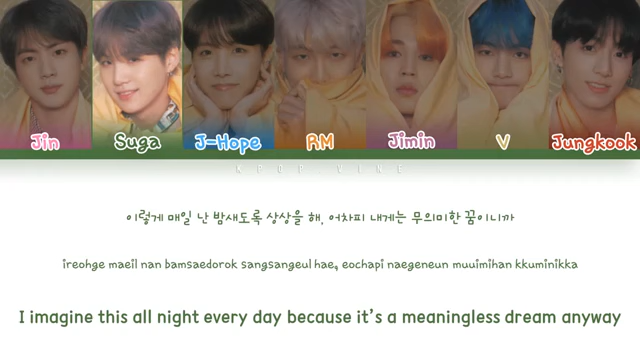 Jin Suga J-Hope RM Jimin V Jungkook
KPOP.VINE
이렇게 매일 난 밤새도록 상상을 해, 어차피 내게는 무의미한 꿈이니까
ireohge maeil nan bamsaedorok sangsangeul hae, eochapi naegeneun muuimihan kkuminikka
I imagine this all night every day because it's a meaningless dream anyway